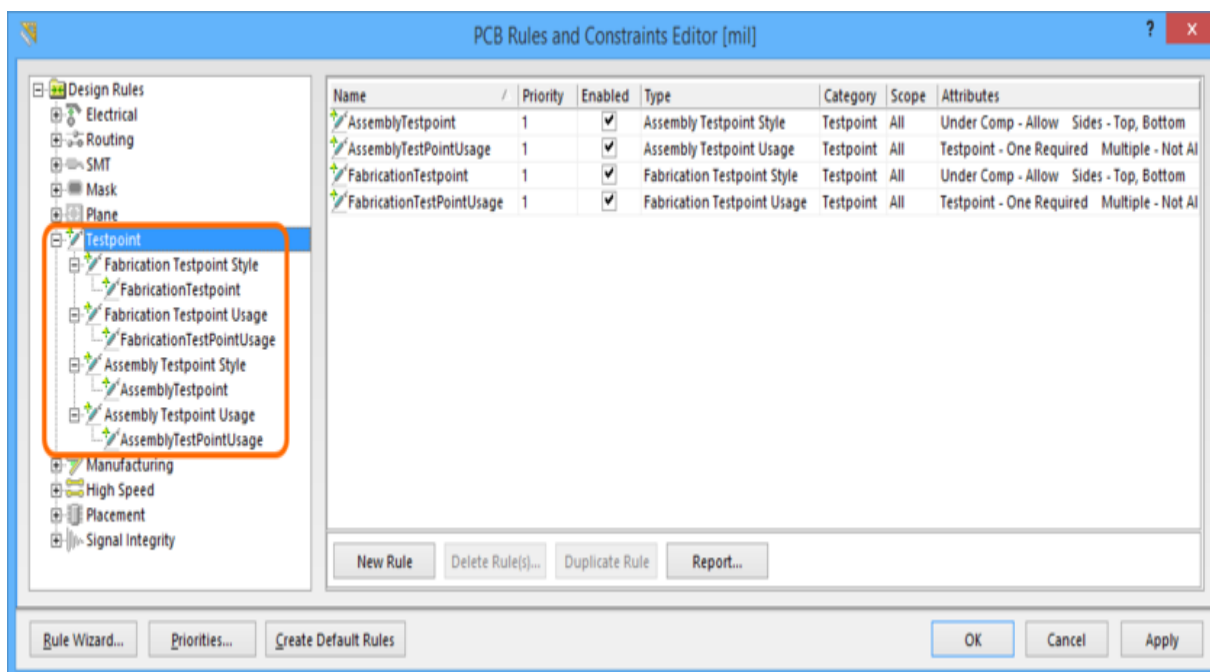 PCB Rules and Constraints Editor [mil]
?
x
Design Rules
Electrical
Routing
SMT
Mask
Plane
Testpoint
Fabrication Testpoint Style
FabricationTestpoint
Fabrication Testpoint Usage
FabricationTestPointUsage
Assembly Testpoint Style
AssemblyTestpoint
Assembly Testpoint Usage
AssemblyTestPointUsage
Manufacturing
High Speed
Placement
Signal Integrity
Name / Priority Enabled Type Category Scope Attributes
AssemblyTestpoint 1 Assembly Testpoint Style Testpoint All Under Comp - Allow Sides - Top, Bottom
AssemblyTestPointUsage 1 Assembly Testpoint Usage Testpoint All Testpoint - One Required Multiple - Not Al
FabricationTestpoint 1 Fabrication Testpoint Style Testpoint All Under Comp - Allow Sides - Top, Bottom
FabricationTestPointUsage 1 Fabrication Testpoint Usage Testpoint All Testpoint - One Required Multiple - Not Al
New Rule Delete Rule(s)... Duplicate Rule Report...
Rule Wizard... Priorities... Create Default Rules OK Cancel Apply